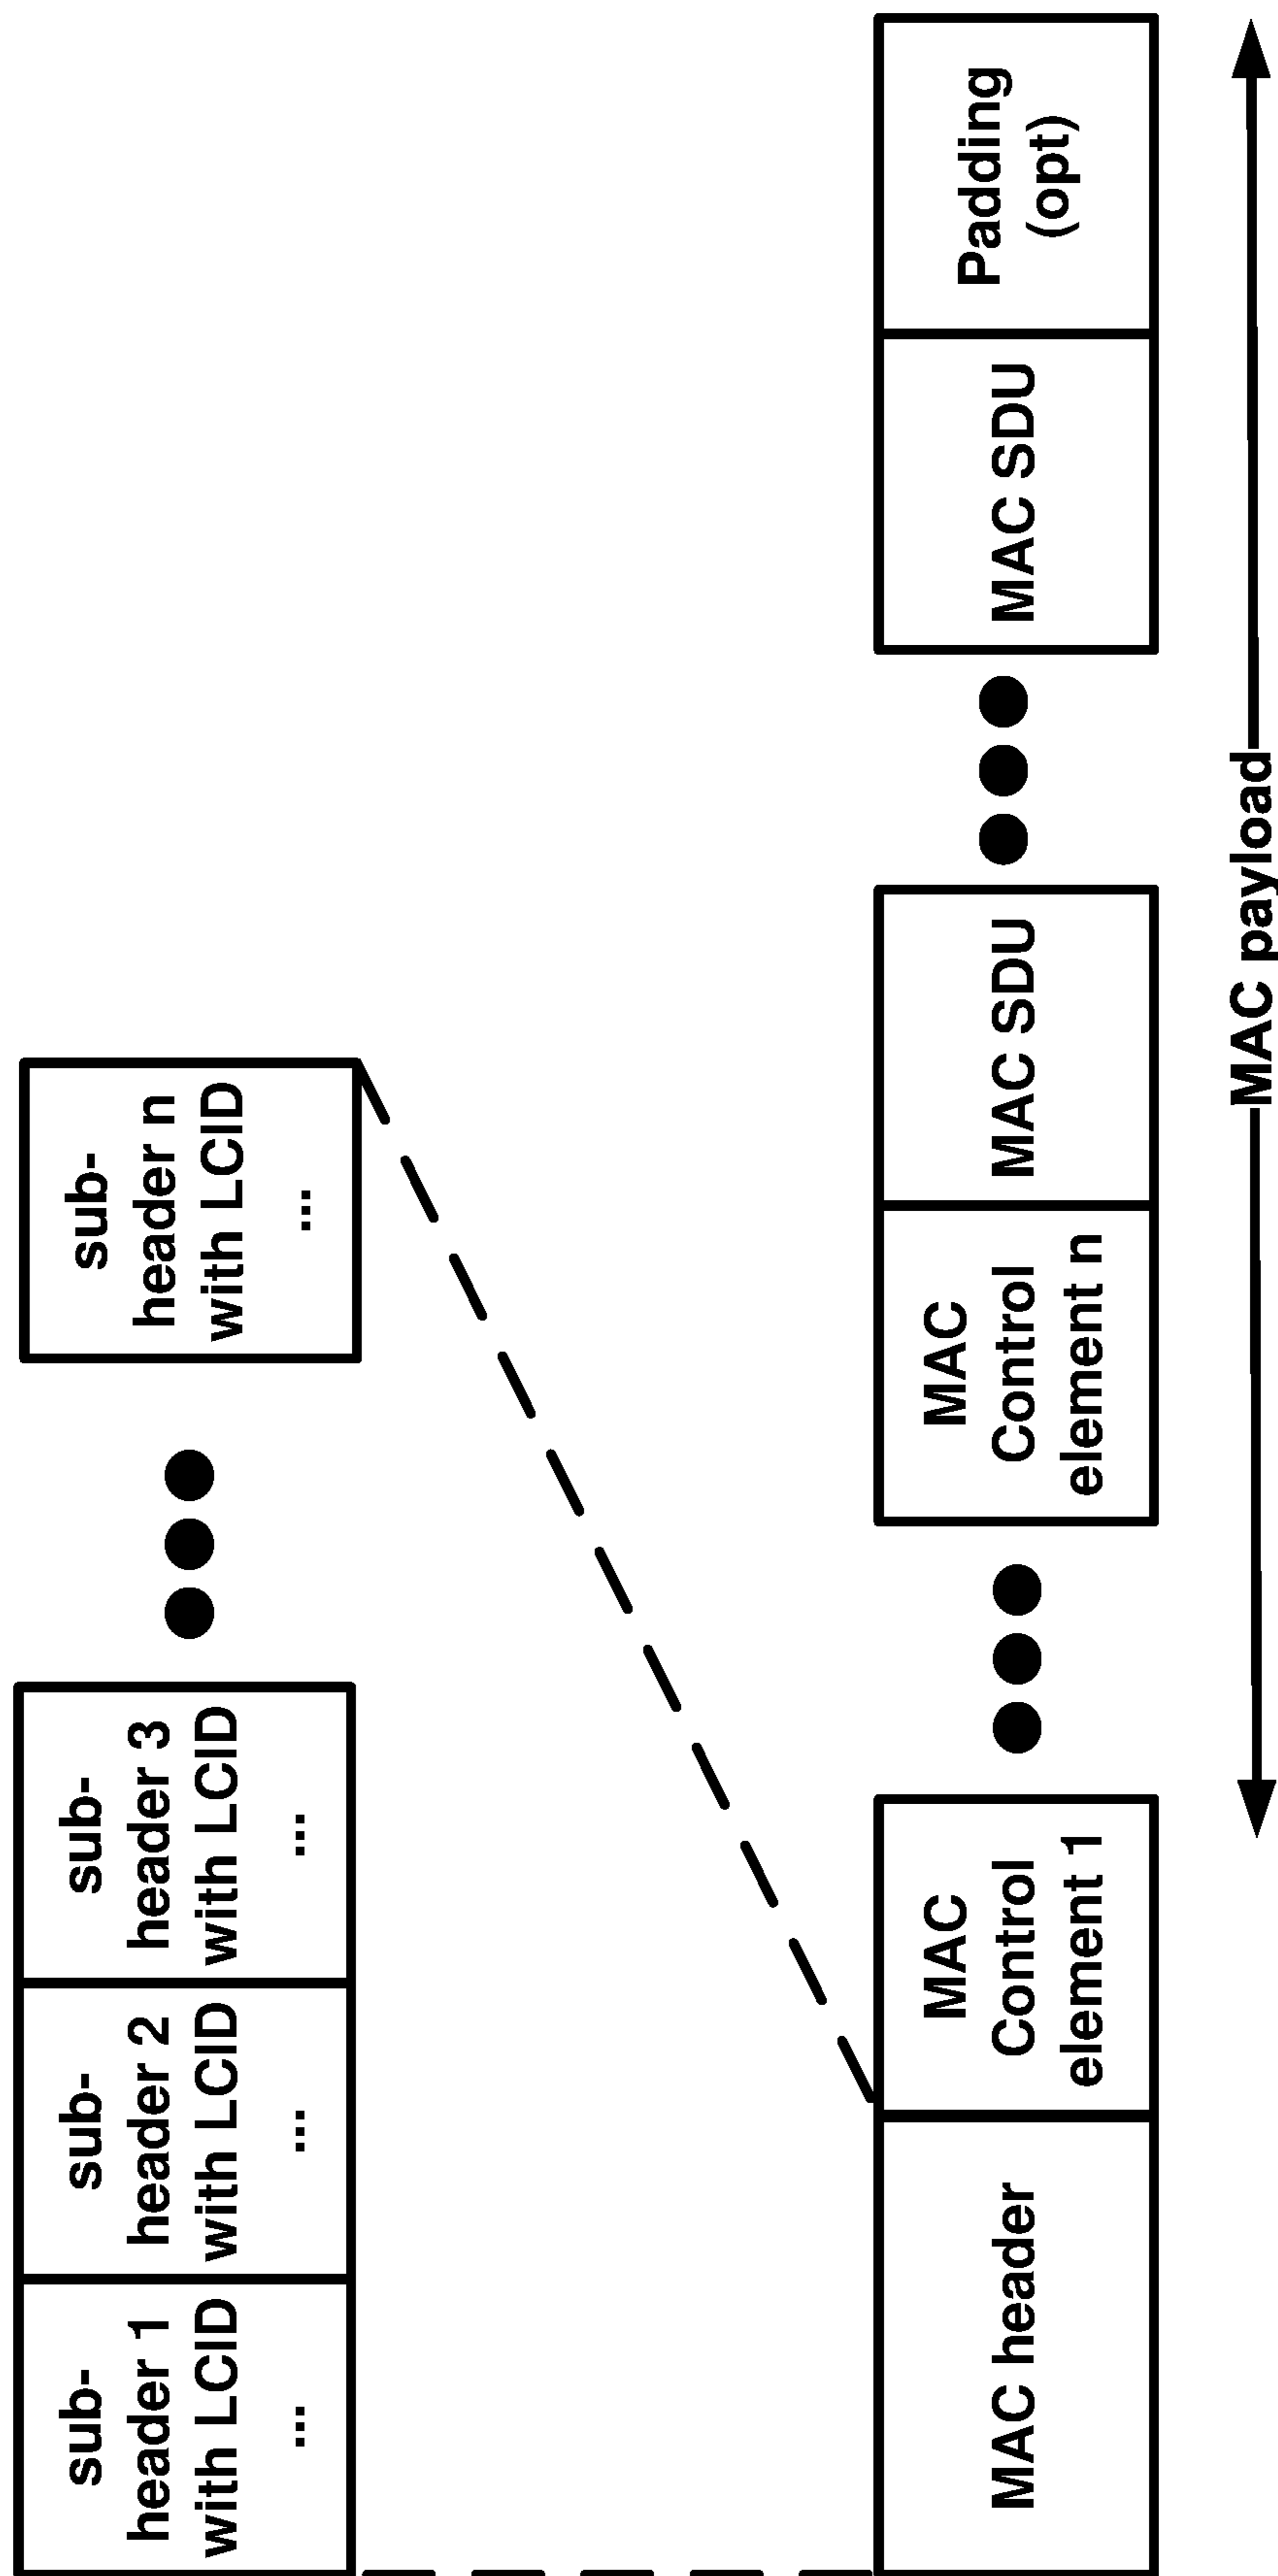 sub-
header 1
with LCID
...
sub-
header 2
with LCID
...
sub-
header 3
with LCID
...
sub-
header n
with LCID
...
MAC header
MAC
Control
element 1
MAC
Control
element n
MAC SDU
MAC SDU
Padding
(opt)
MAC payload